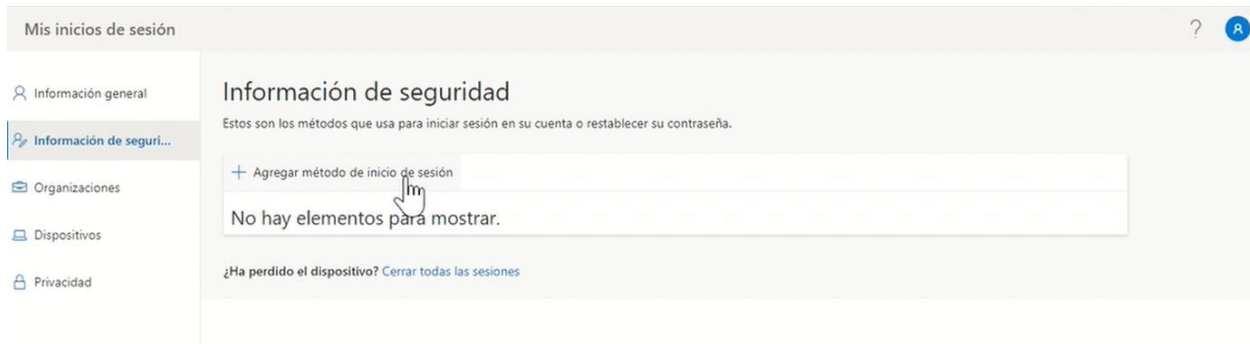 Mis inicios de sesión
?
Información general
Información de seguri...
Organizaciones
Dispositivos
Privacidad
Información de seguridad
Estos son los métodos que usa para iniciar sesión en su cuenta o restablecer su contraseña.
+ Agregar método de inicio de sesión
No hay elementos para mostrar.
¿Ha perdido el dispositivo? Cerrar todas las sesiones